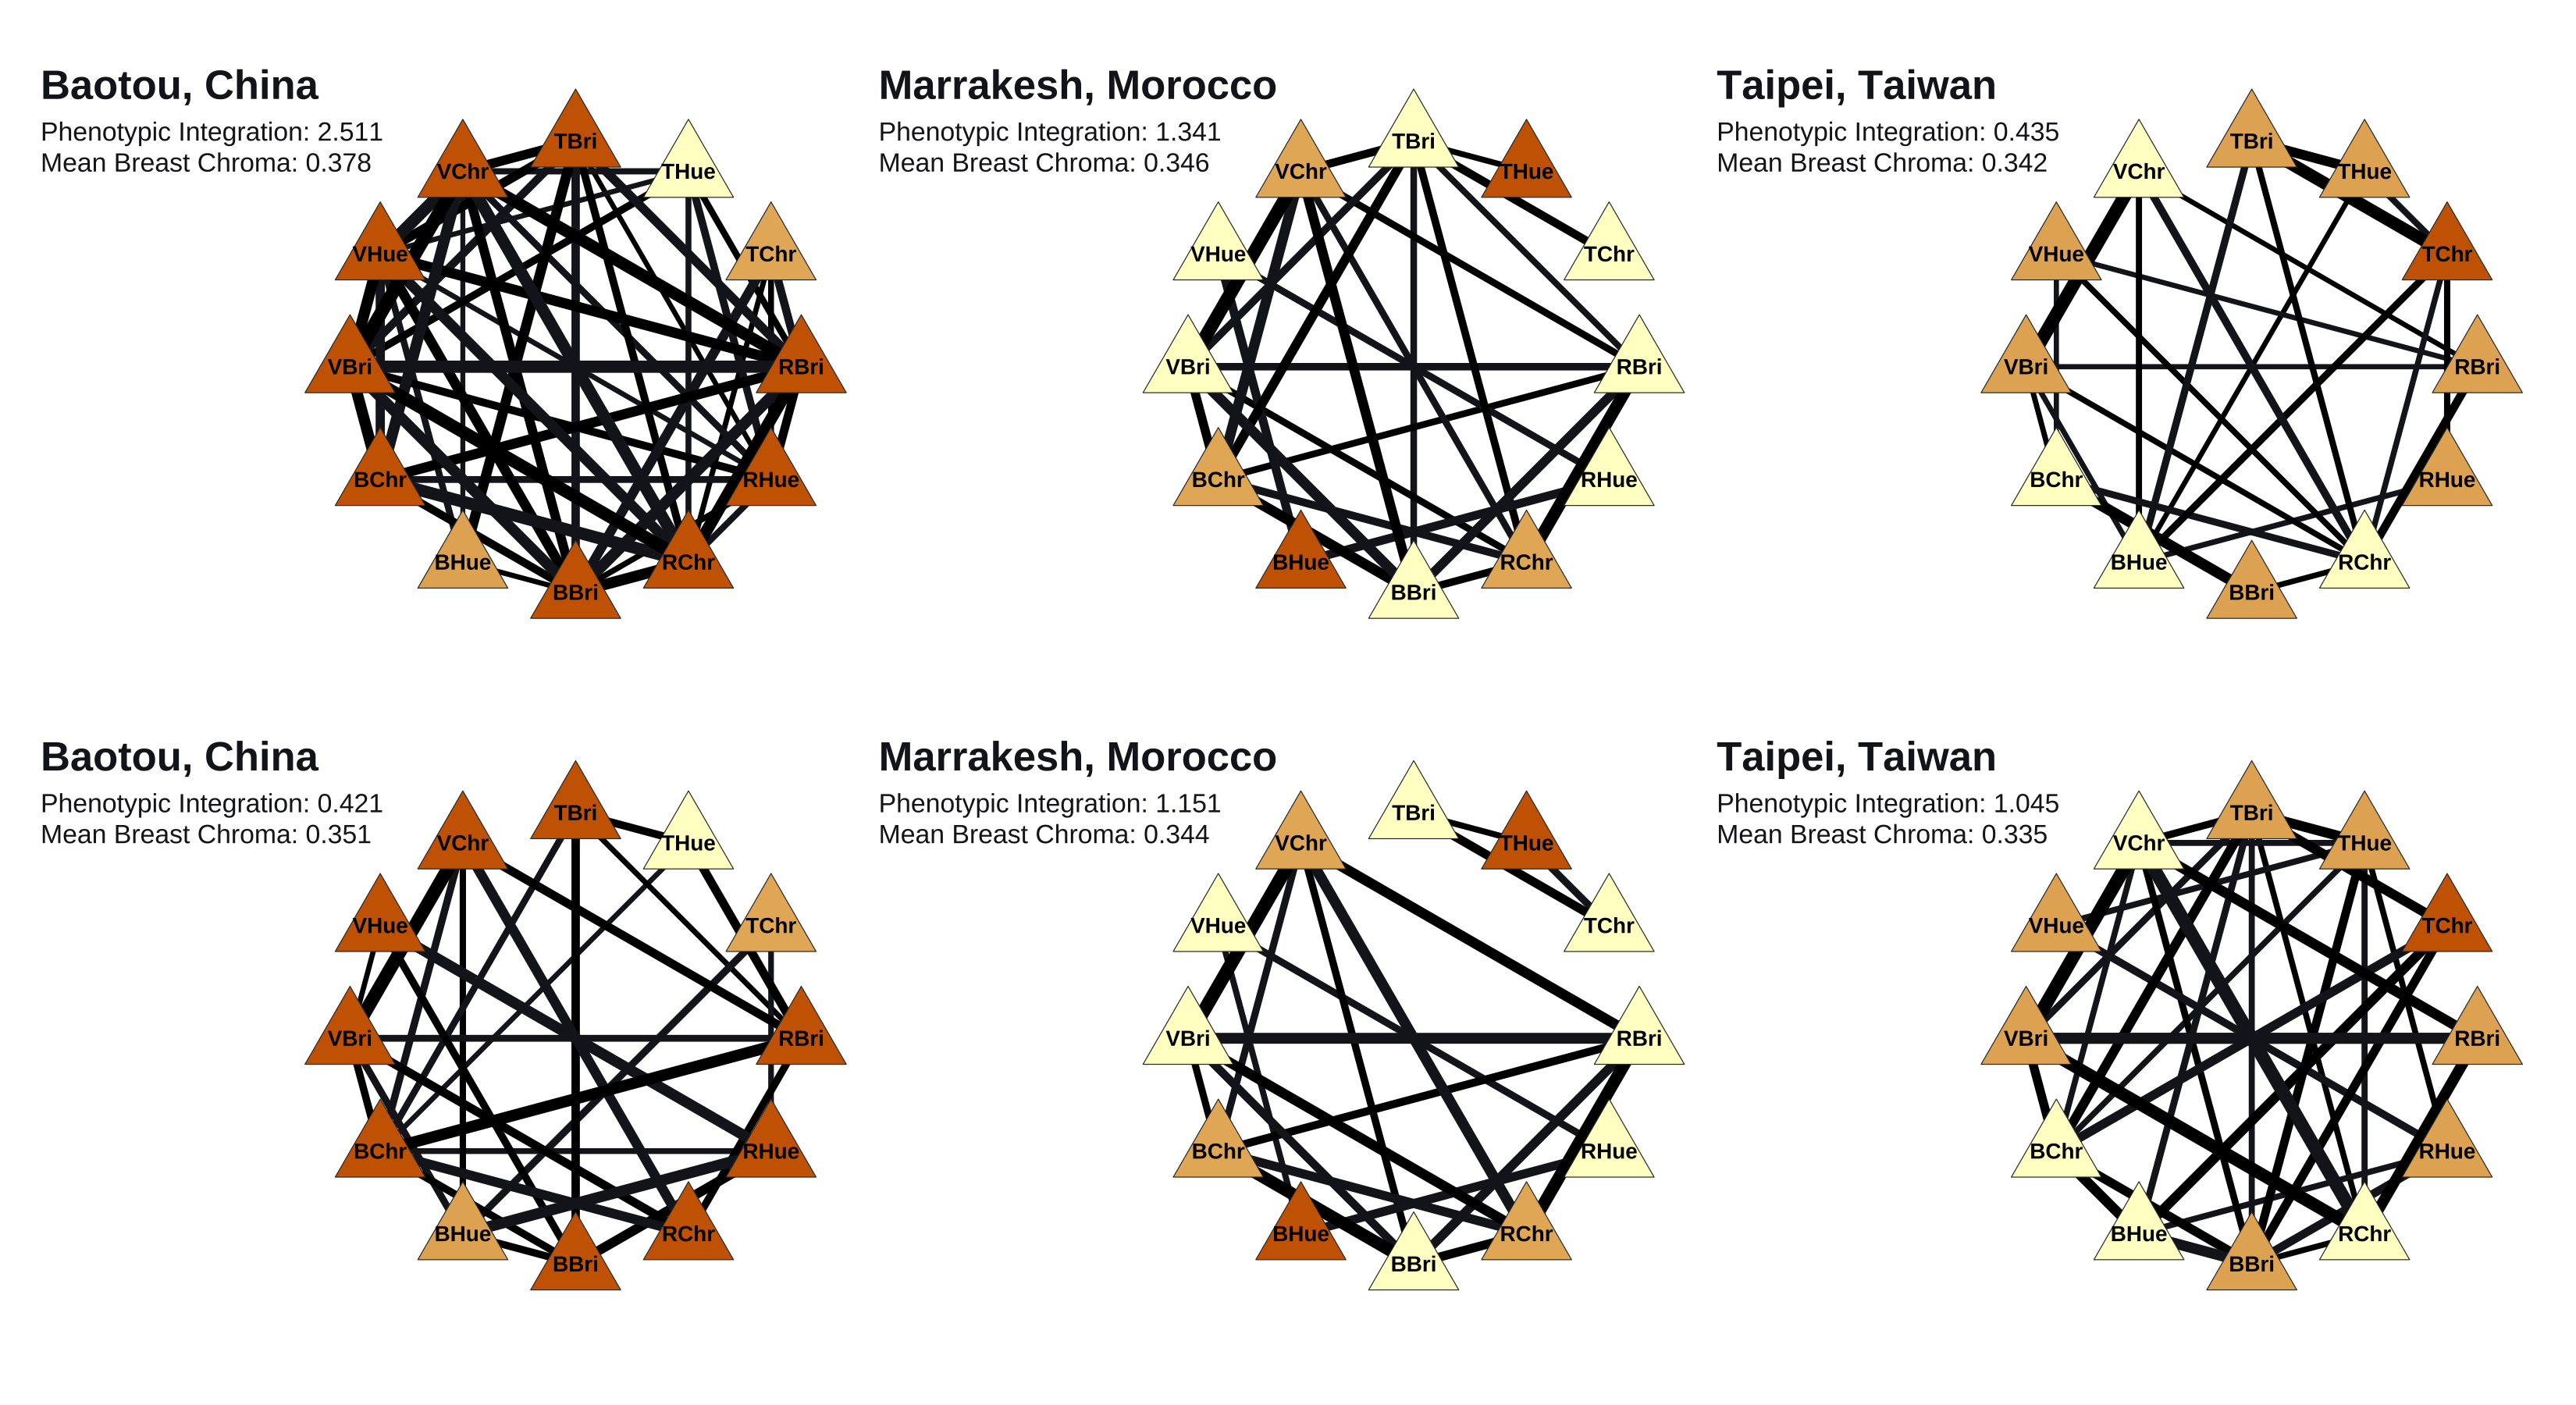 Baotou, China
Phenotypic Integration: 2.511
Mean Breast Chroma: 0.378
TBri
THue
TChr
RBri
RHue
RChr
BBri
BHue
BChr
VBri
VHue
VChr
Marrakesh, Morocco
Phenotypic Integration: 1.341
Mean Breast Chroma: 0.346
TBri
THue
TChr
RBri
RHue
RChr
BBri
BHue
BChr
VBri
VHue
VChr
Taipei, Taiwan
Phenotypic Integration: 0.435
Mean Breast Chroma: 0.342
TBri
THue
TChr
RBri
RHue
RChr
BBri
BHue
BChr
VBri
VHue
VChr
Baotou, China
Phenotypic Integration: 0.421
Mean Breast Chroma: 0.351
TBri
THue
TChr
RBri
RHue
RChr
BBri
BHue
BChr
VBri
VHue
VChr
Marrakesh, Morocco
Phenotypic Integration: 1.151
Mean Breast Chroma: 0.344
TBri
THue
TChr
RBri
RHue
RChr
BBri
BHue
BChr
VBri
VHue
VChr
Taipei, Taiwan
Phenotypic Integration: 1.045
Mean Breast Chroma: 0.335
TBri
THue
TChr
RBri
RHue
RChr
BBri
BHue
BChr
VBri
VHue
VChr